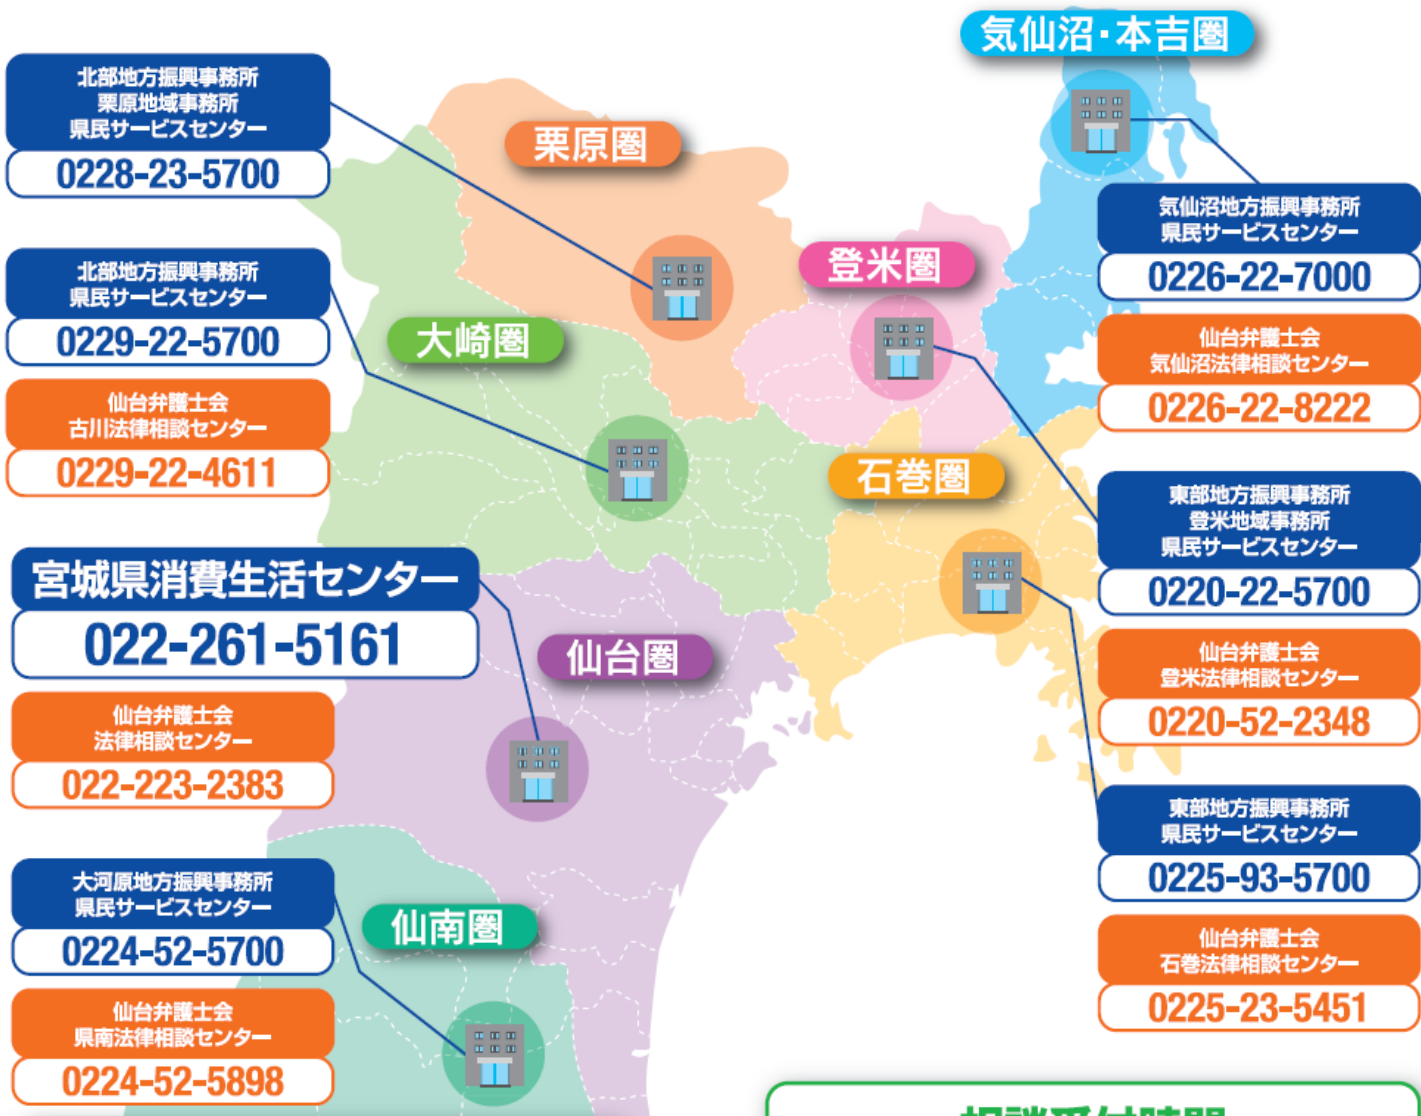 気仙沼・本吉圏
北部地方振興事務所
栗原地域事務所
県民サービスセンター
0228-23-5700
栗原圏
気仙沼地方振興事務所
県民サービスセンター
0226-22-7000
北部地方振興事務所
県民サービスセンター
0229-22-5700
登米圏
大崎圏
仙台弁護士会
気仙沼法律相談センター
0226-22-8222
仙台弁護士会
古川法律相談センター
0229-22-4611
石巻圏
東部地方振興事務所
登米地域事務所
県民サービスセンター
0220-22-5700
宮城県消費生活センター
022-261-5161
仙台圏
仙台弁護士会
登米法律相談センター
0220-52-2348
仙台弁護士会
法律相談センター
022-223-2383
東部地方振興事務所
県民サービスセンター
0225-93-5700
大河原地方振興事務所
県民サービスセンター
0224-52-5700
仙南圏
仙台弁護士会
石巻法律相談センター
0225-23-5451
仙台弁護士会
県南法律相談センター
0224-52-5898
相談受付時間